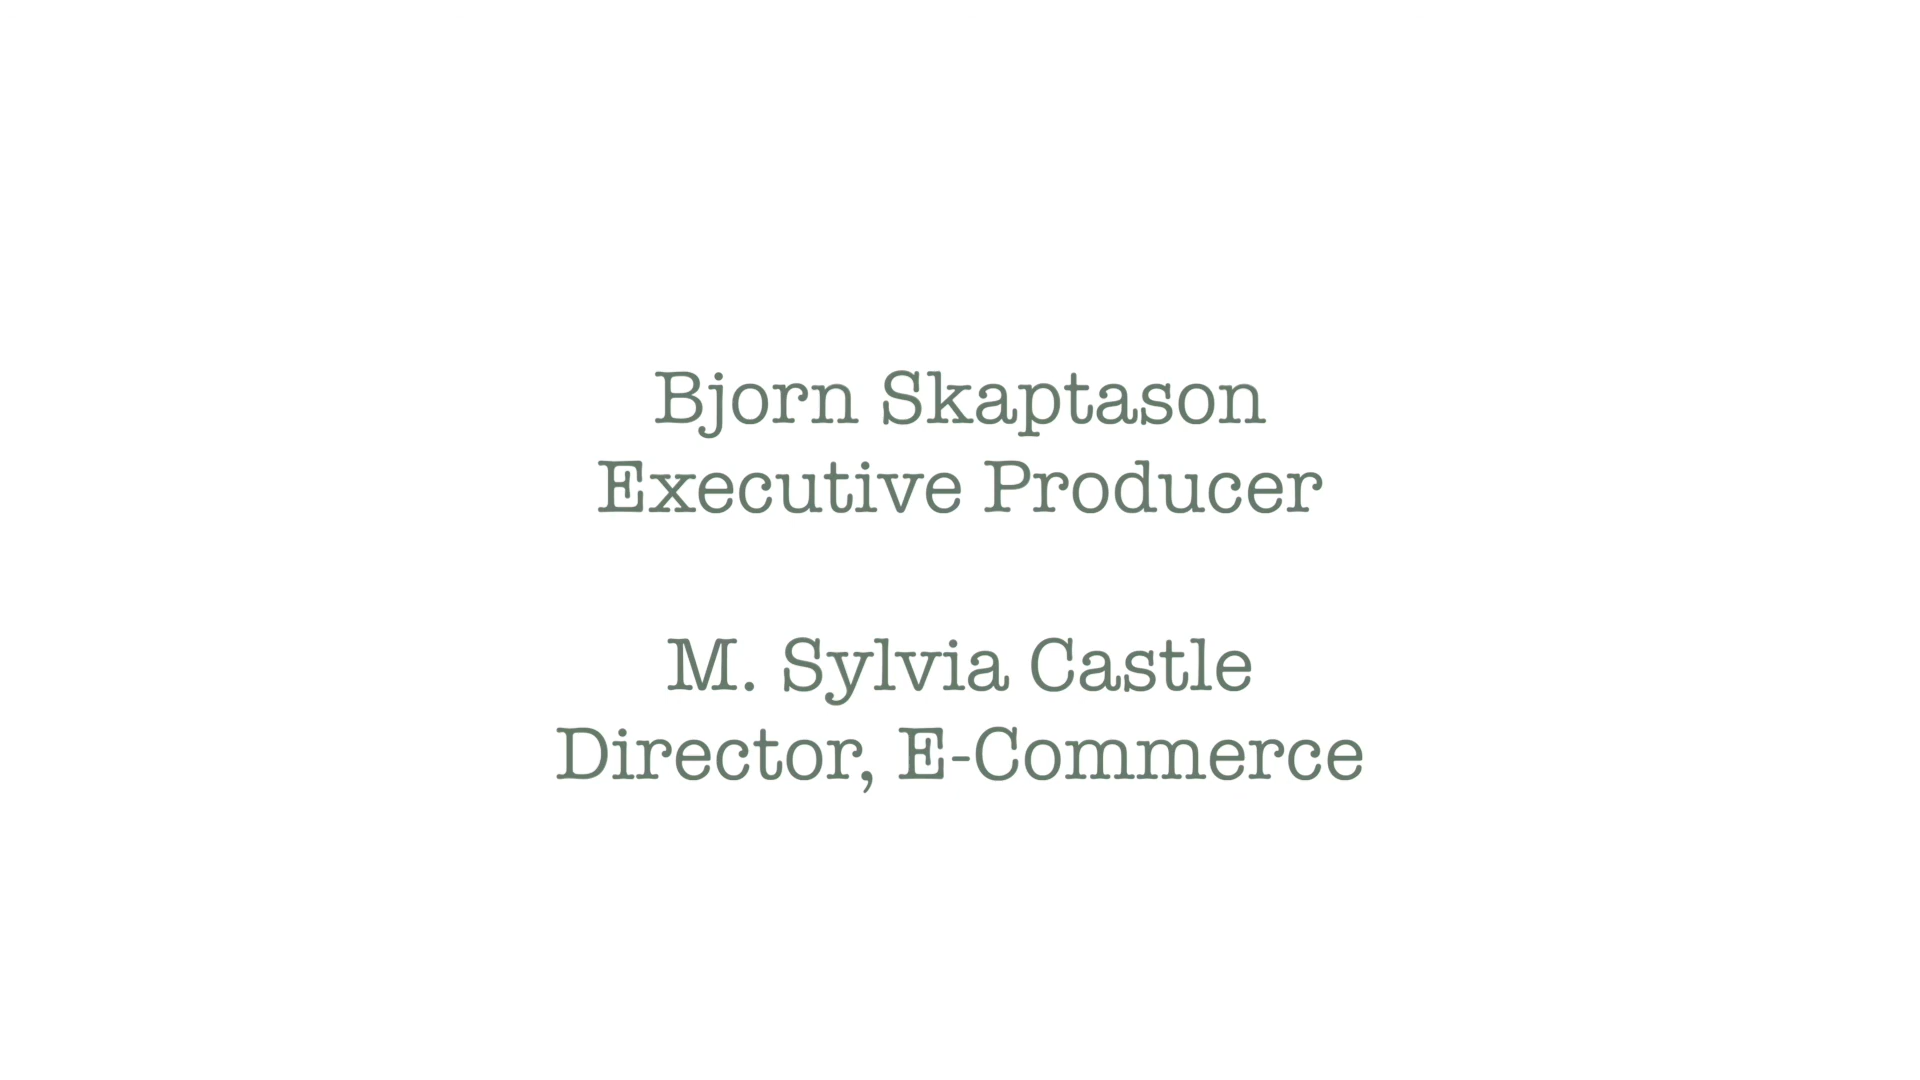 Bjorn Skaptason
Executive Producer
M. Sylvia Castle
Director, E-Commerce